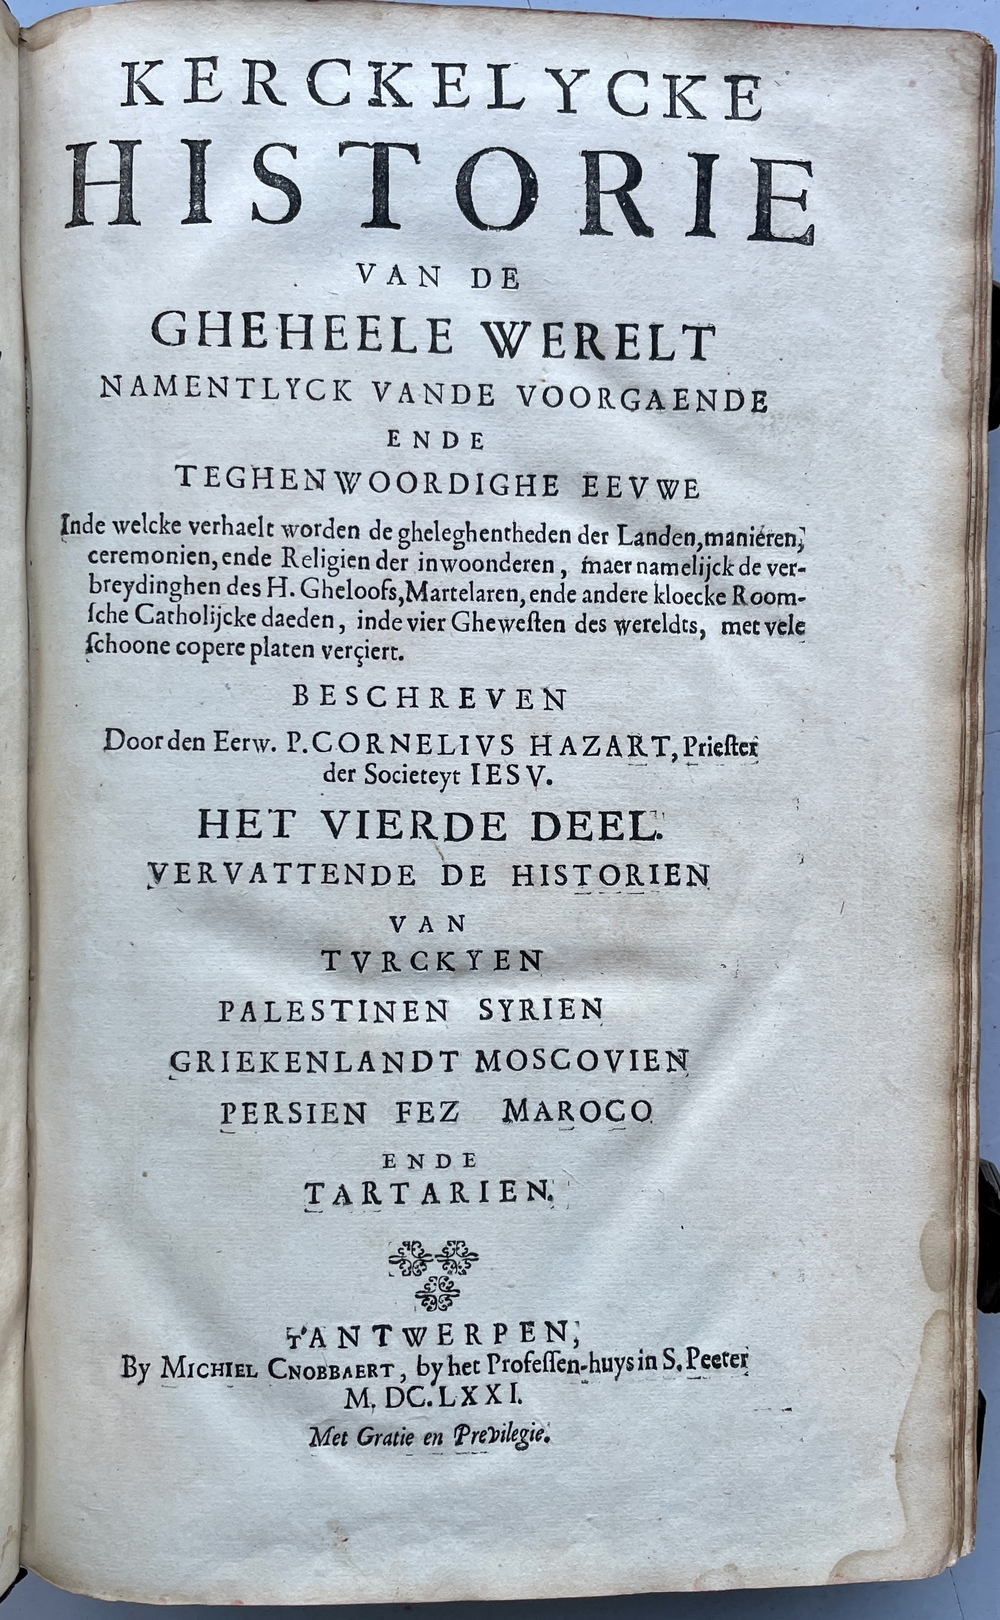 KERCKELYCKE
HISTORIE
VAN DE
GHEHEELE WERELT
NAMENTLYCK VANDE VOORGAENDE
ENDE
TEGHENWOORDIGHE EEVWE
Inde welcke verhaelt worden de gheleghentheden der Landen, maniéren,
ceremonien, ende Religien der inwoonderen, maer namelijck de ver-
breydinghen des H. Gheloofs, Martelaren, ende andere kloecke Room-
ſche Catholijcke daeden, inde vier Gheweſten des wereldts, met vele
ſchoone copere platen verçiert.
BESCHREVEN
Door den Eerw. P. CORNELIVS HAZART, Prieſter
der Societeyt IESV.
HET VIERDE DEEL.
VERVATTENDE DE HISTORIEN
VAN
TVRCKYEN
PALESTINEN SYRIEN
GRIEKENLANDT MOSCOVIEN
PERSIEN FEZ MAROCO
ENDE
TARTARIEN.
T'ANTWERPEN,
By MICHIEL CNOBBAERT, by het Profeſſen-huys in S. Peeter
M. DC. LXXI.
Met Gratie en Previlegie.